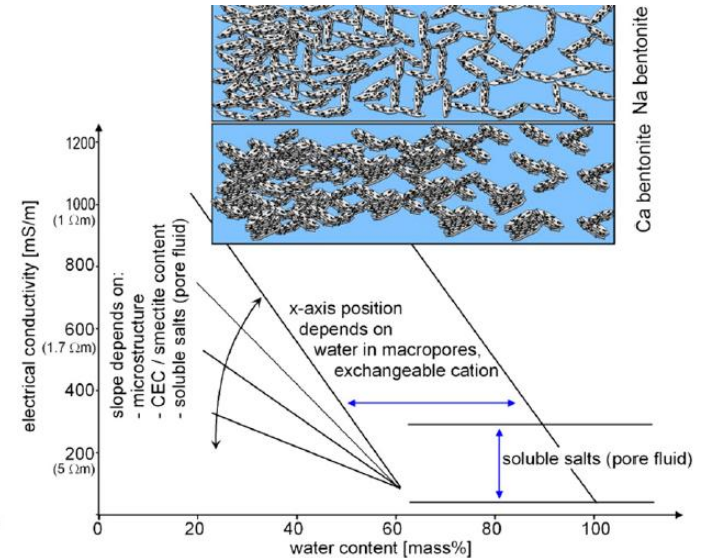 Na bentonite
Ca bentonite
electrical conductivity [mS/m]
1200
1000
(1 Ωm)
800
600
(1.7 Ωm)
400
200
(5 Ωm)
slope depends on:
- microstructure
- CEC / smectite content
- soluble salts (pore fluid)
x-axis position
depends on
water in macropores,
exchangeable cation
soluble salts (pore fluid)
0
20
40
60
80
100
water content [mass%]